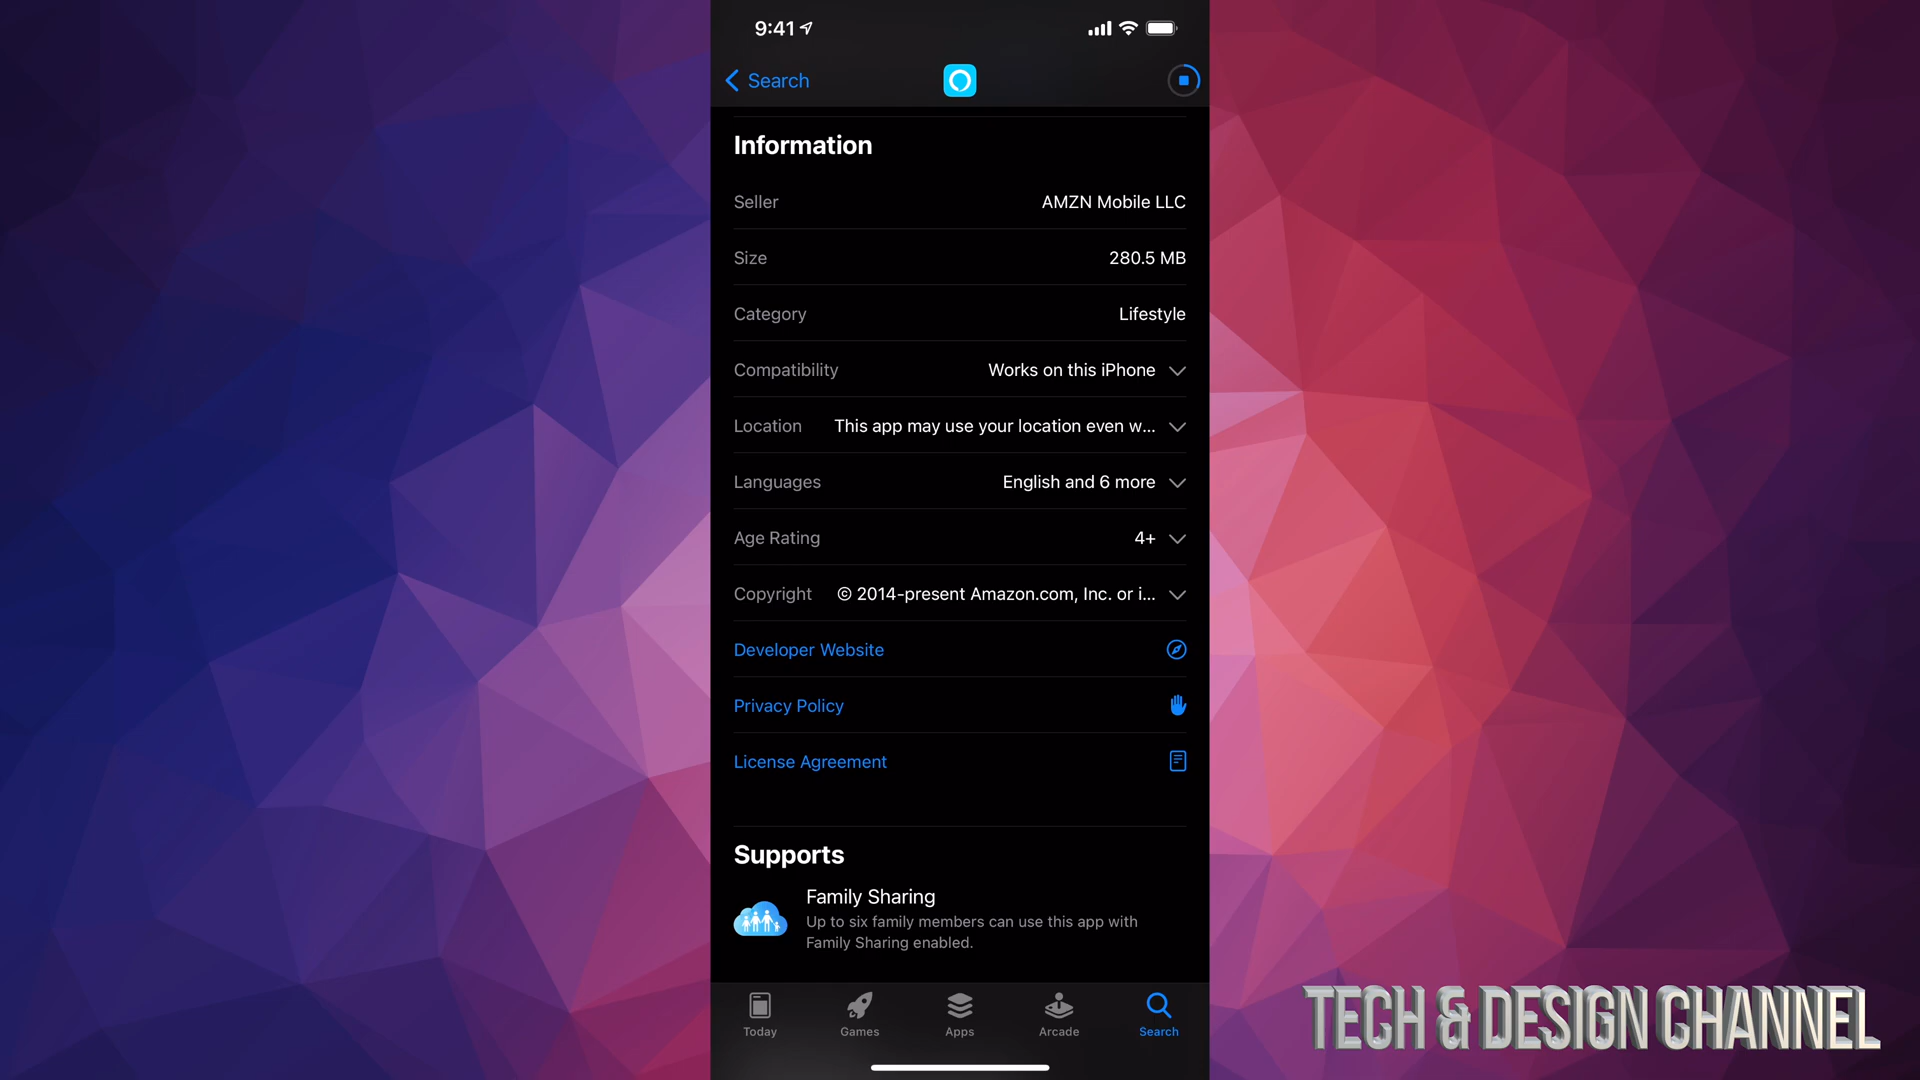 9:41
Search
Information
Seller AMZN Mobile LLC
Size 280.5 MB
Category Lifestyle
Compatibility Works on this iPhone
Location This app may use your location even w...
Languages English and 6 more
Age Rating 4+
Copyright © 2014-present Amazon.com, Inc. or i...
Developer Website
Privacy Policy
License Agreement
Supports
Family Sharing
Up to six family members can use this app with
Family Sharing enabled.
Today Games Apps Arcade Search
TECH & DESIGN CHANNEL